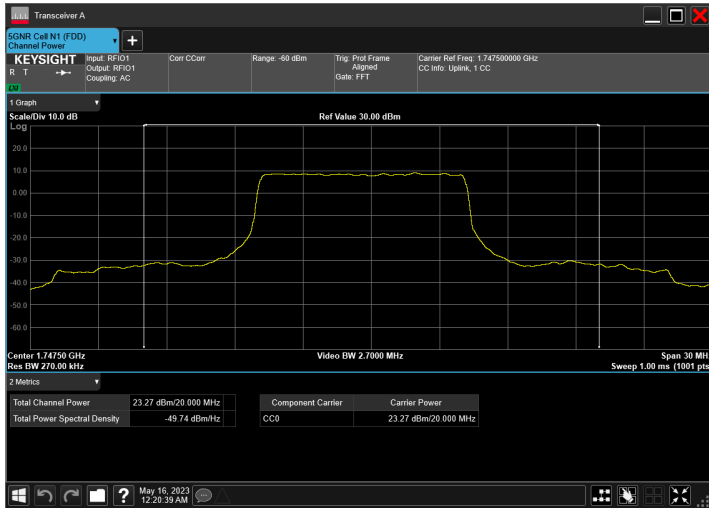 Transceiver A
5GNR Cell N1 (FDD)
Channel Power
KEYSIGHT
R T
LXI
Input: RFIO1
Output: RFIO1
Coupling: AC
Corr CCorr
Range: -60 dBm
Trig: Prot Frame
Aligned
Gate: FFT
Carrier Ref Freq: 1.747500000 GHz
CC Info: Uplink, 1 CC
1 Graph
Scale/Div 10.0 dB
Ref Value 30.00 dBm
Log
20.0
10.0
0.00
-10.0
-20.0
-30.0
-40.0
-50.0
-60.0
Center 1.74750 GHz
Video BW 2.7000 MHz
Span 30 MH
Res BW 270.00 kHz
Sweep 1.00 ms (1001 pts
2 Metrics
Total Channel Power 23.27 dBm/20.000 MHz
Total Power Spectral Density -49.74 dBm/Hz
Component Carrier Carrier Power
CC0 23.27 dBm/20.000 MHz
May 16, 2023
12:20:39 AM